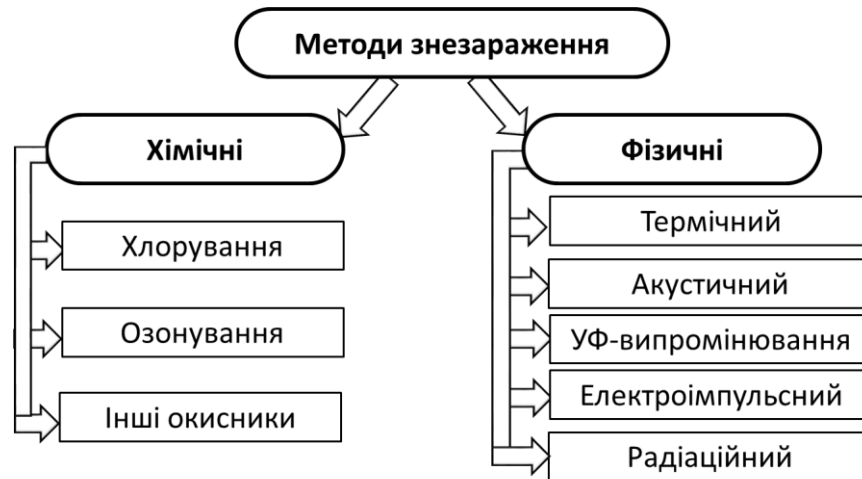 Методи знезараження
Хімічні
Хлорування
Озонування
Інші окисники
Фізичні
Термічний
Акустичний
УФ-випромінювання
Електроімпульсний
Радіаційний